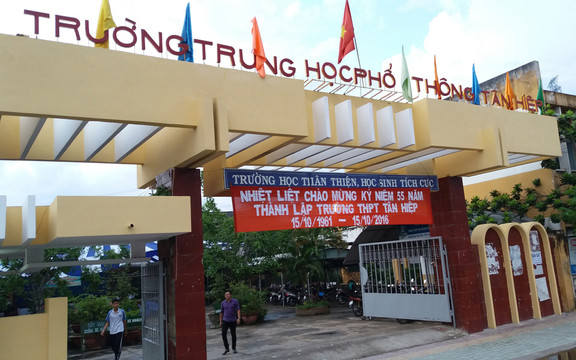 TRƯỜNG TRUNG HỌC PHỔ THÔNG TÂN HIỆP
TRƯỜNG HỌC THÂN THIỆN, HỌC SINH TÍCH CỰC
NHIỆT LIỆT CHÀO MỪNG KỶ NIỆM 55 NĂM
THÀNH LẬP TRƯỜNG THPT TÂN HIỆP
15/10/1961 – 15/10/2016